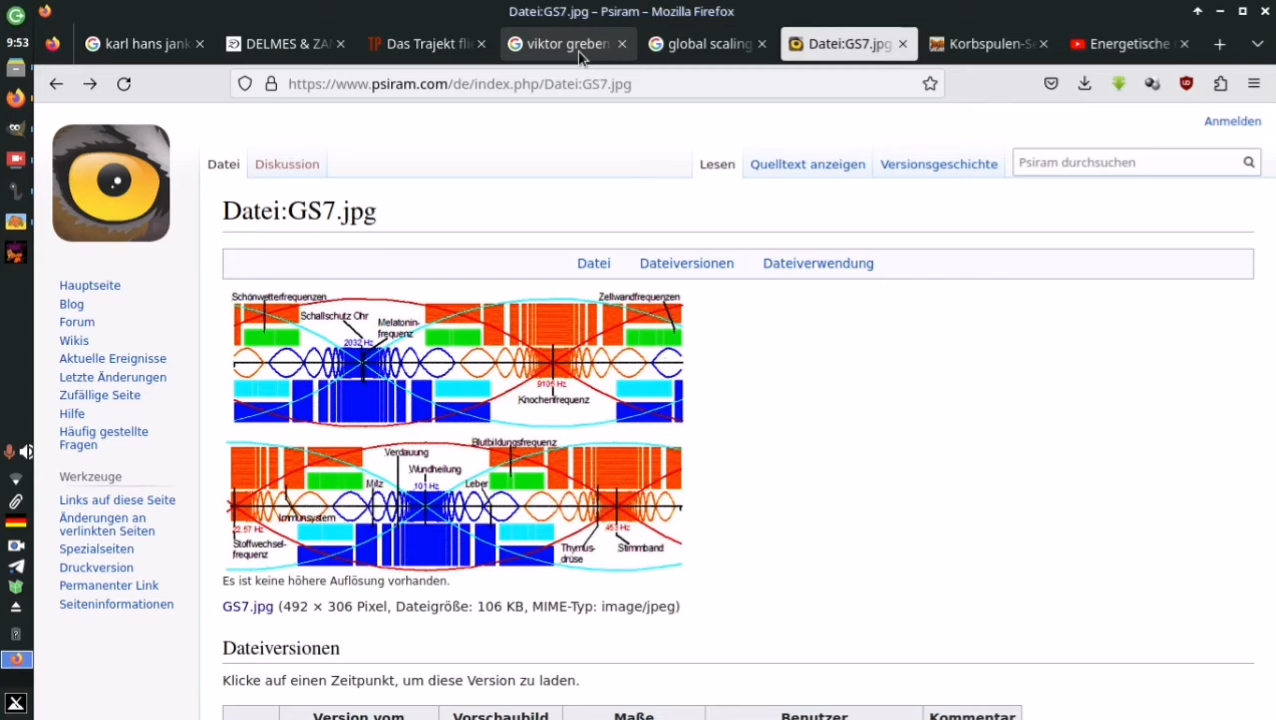 Datei:GS7.jpg – Psiram – Mozilla Firefox
9:53
karl hans jank
DELMES & ZA
Das Trajekt fli
viktor greben
global scaling
Datei:GS7.jpg
Korbspulen-S
Energetische
https://www.psiram.com/de/index.php/Datei:GS7.jpg
Anmelden
Datei
Diskussion
Lesen
Quelltext anzeigen
Versionsgeschichte
Psiram durchsuchen
Datei:GS7.jpg
Datei
Dateiversionen
Dateiverwendung
Hauptseite
Blog
Forum
Wikis
Aktuelle Ereignisse
Letzte Änderungen
Zufällige Seite
Hilfe
Häufig gestellte
Fragen
Werkzeuge
Links auf diese Seite
Änderungen an
verlinkten Seiten
Spezialseiten
Druckversion
Permanenter Link
Seiteninformationen
Schönwetterfrequenzen
Zellwandfrequenzen
Schallschutz Ohr
Melatonin-
frequenz
2032 Hz
Knochenfrequenz
Blutbildungsfrequenz
Verdauung
Wundheilung
Milz
101 Hz
Leber
Immunsystem
Stoffwechsel-
frequenz
Thymus-
drüse
Stimmband
Es ist keine höhere Auflösung vorhanden.
GS7.jpg (492 × 306 Pixel, Dateigröße: 106 KB, MIME-Typ: image/jpeg)
Dateiversionen
Klicke auf einen Zeitpunkt, um diese Version zu laden.
Version vom
Vorschaubild
Maße
Benutzer
Kommentar